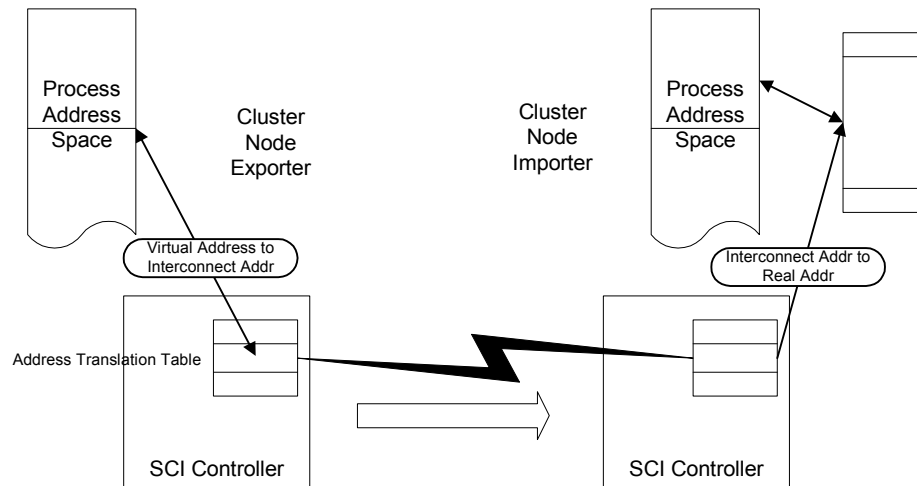 Process
Address
Space
Cluster
Node
Exporter
Virtual Address to
Interconnect Addr
Address Translation Table
SCI Controller
Cluster
Node
Importer
Process
Address
Space
Interconnect Addr to
Real Addr
SCI Controller